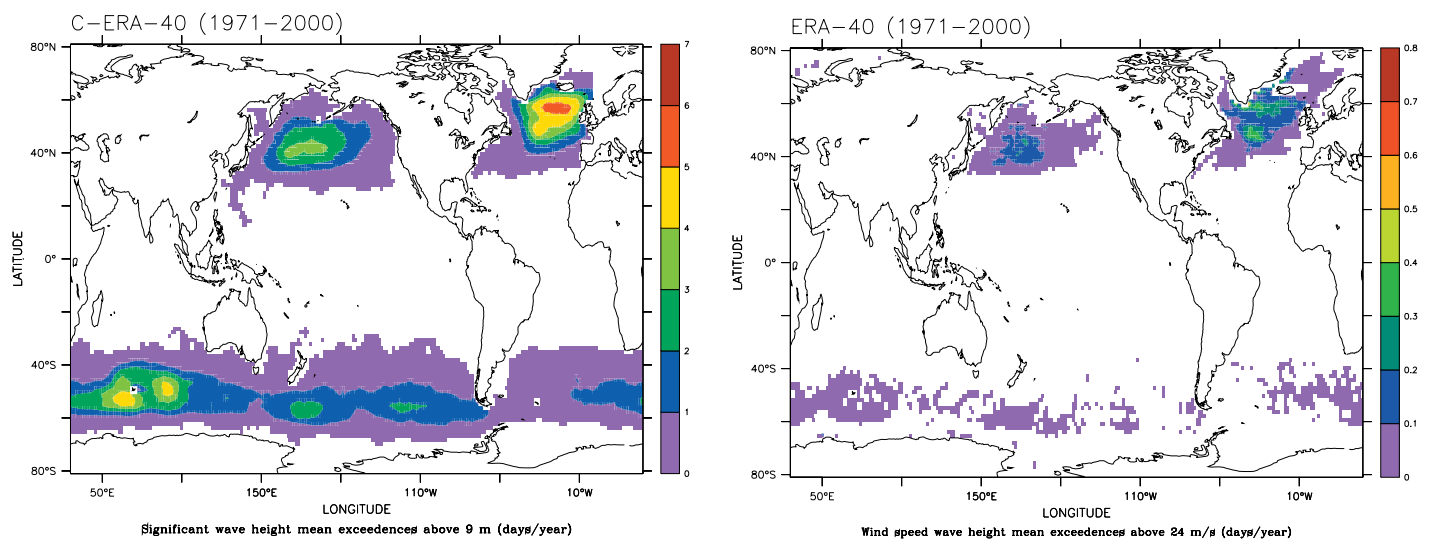 C-ERA-40 (1971-2000)
80°N
40°N
0°
40°S
80°S
LATITUDE
50°E
150°E
110°W
10°W
LONGITUDE
7
6
5
4
3
2
1
0
Significant wave height mean exceedences above 9 m (days/year)
ERA-40 (1971-2000)
80°N
40°N
0°
40°S
80°S
LATITUDE
50°E
150°E
110°W
10°W
LONGITUDE
0.8
0.7
0.6
0.5
0.4
0.3
0.2
0.1
0
Wind speed wave height mean exceedences above 24 m/s (days/year)